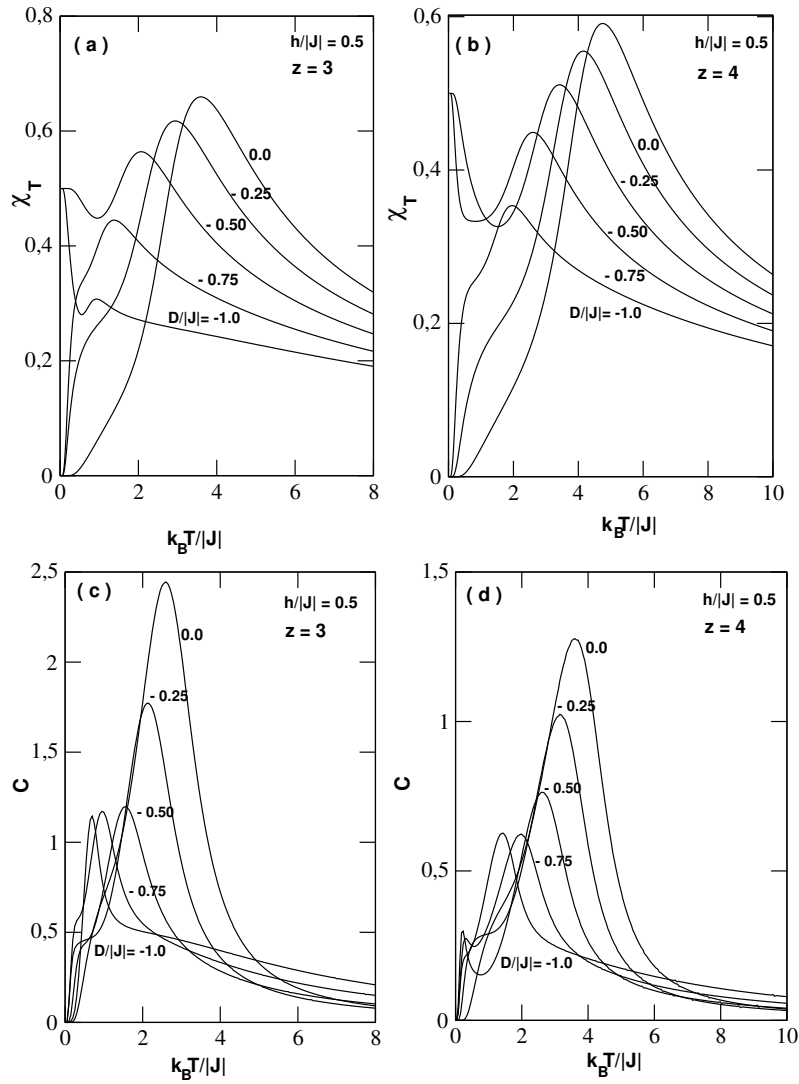 ( a )
h/|J| = 0.5
z = 3
0.0
- 0.25
- 0.50
- 0.75
D/|J|= -1.0
0,8
0,6
0,4
0,2
0
χT
0 2 4 6 8
kBT/|J|
( b )
h/|J| = 0.5
z = 4
0.0
- 0.25
- 0.50
- 0.75
D/|J|= -1.0
0,6
0,4
0,2
0
χT
0 2 4 6 8 10
kBT/|J|
( c )
h/|J| = 0.5
z = 3
0.0
- 0.25
- 0.50
- 0.75
D/|J|= -1.0
2,5
2
1,5
1
0,5
0
C
0 2 4 6 8
kBT/|J|
( d )
h/|J| = 0.5
z = 4
0.0
- 0.25
- 0.50
- 0.75
D/|J|= -1.0
1,5
1
0,5
0
C
0 2 4 6 8 10
kBT/|J|